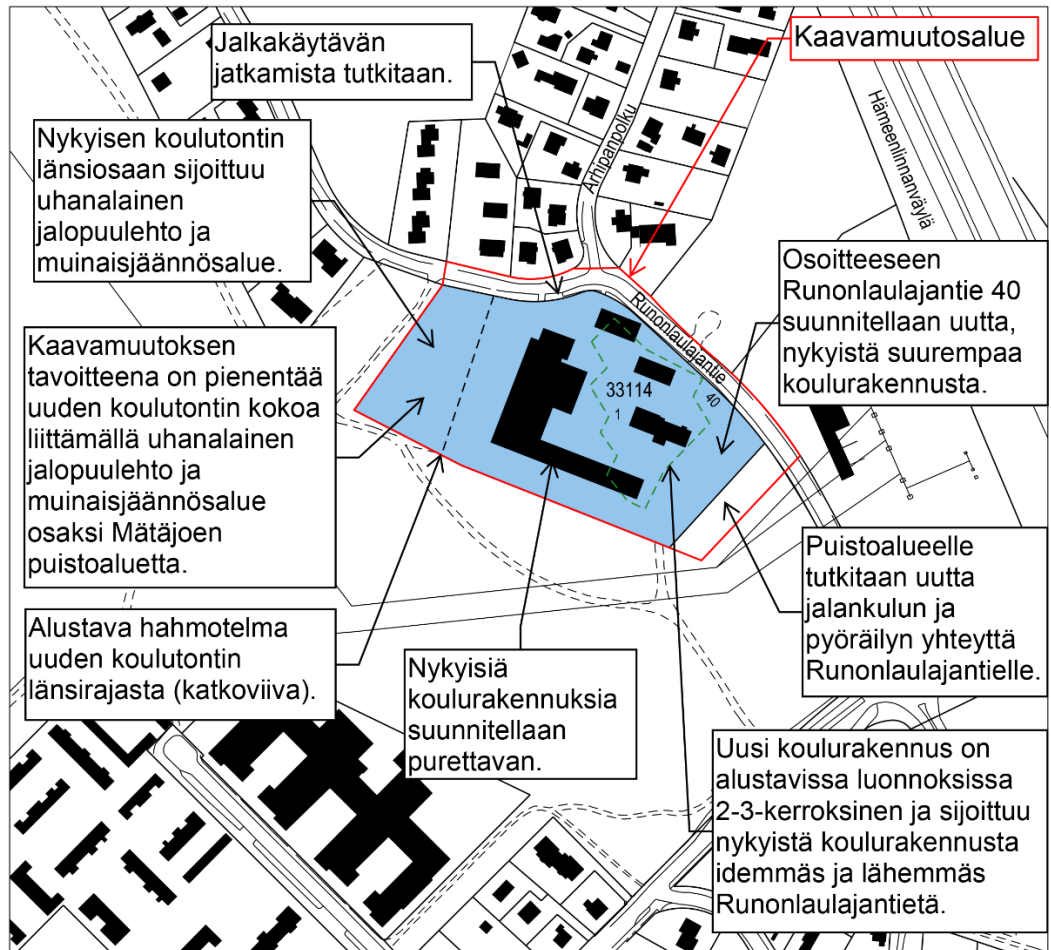 Jalkakäytävän
jatkamista tutkitaan.
Kaavamuutosalue
Nykyisen koulutontin
länsiosaan sijoittuu
uhanalainen
jalopuulehto ja
muinaisjäännösalue.
Arhipanpolku
Hämeenlinnanväylä
Osoitteeseen
Runonlaulajantie 40
suunnitellaan uutta,
nykyistä suurempaa
koulurakennusta.
Runonlaulajantie
Kaavamuutoksen
tavoitteena on pienentää
uuden koulutontin kokoa
liittämällä uhanalainen
jalopuulehto ja
muinaisjäännösalue
osaksi Mätäjoen
puistoaluetta.
33114
1
40
Puistoalueelle
tutkitaan uutta
jalankulun ja
pyöräilyn yhteyttä
Runonlaulajantielle.
Alustava hahmotelma
uuden koulutontin
länsirajasta (katkoviiva).
Nykyisiä
koulurakennuksia
suunnitellaan
purettavan.
Uusi koulurakennus on
alustavissa luonnoksissa
2-3-kerroksinen ja sijoittuu
nykyistä koulurakennusta
idemmäs ja lähemmäs
Runonlaulajantietä.